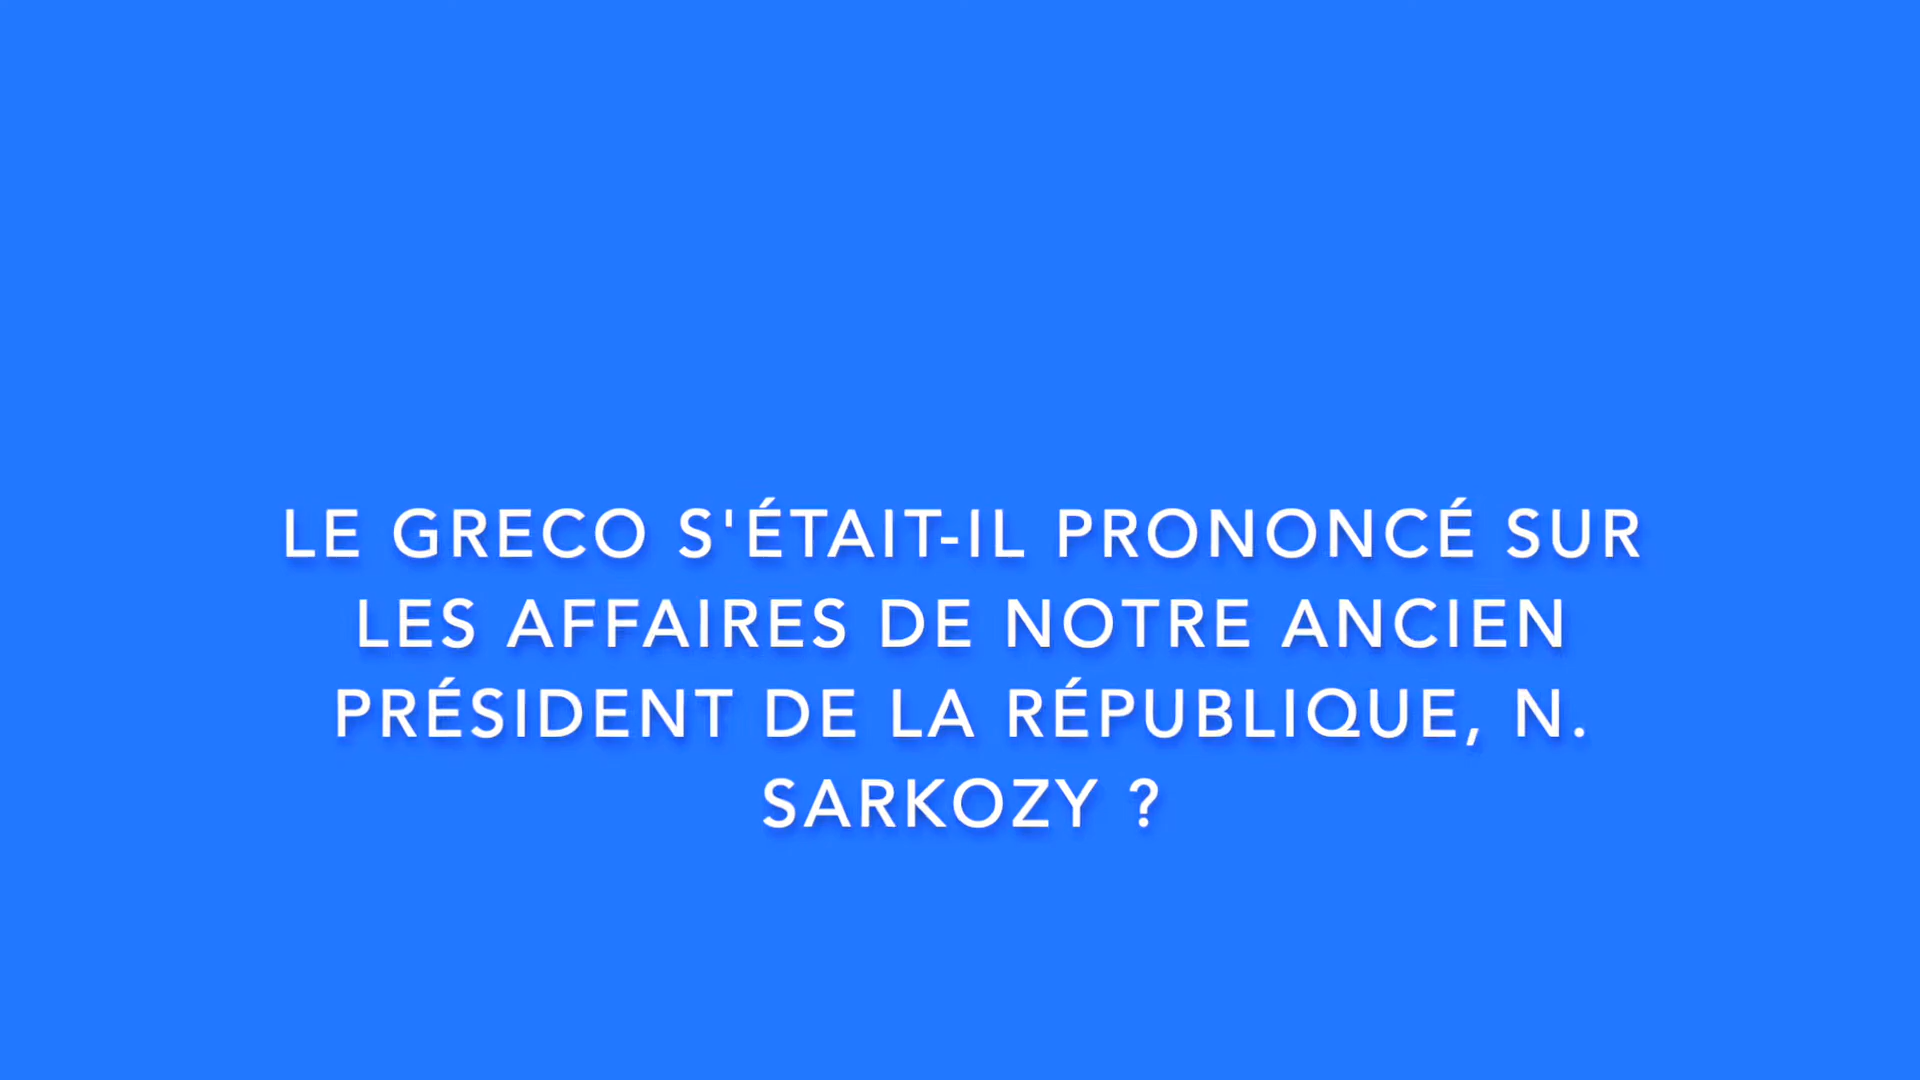 LE GRECO S'ÉTAIT-IL PRONONCÉ SUR
LES AFFAIRES DE NOTRE ANCIEN
PRÉSIDENT DE LA RÉPUBLIQUE, N.
SARKOZY ?